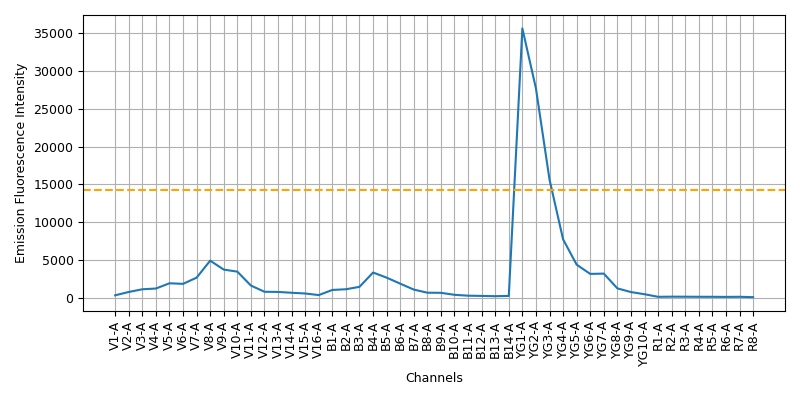 Emission Fluorescence Intensity
35000
30000
25000
20000
15000
10000
5000
0
V1-A
V2-A
V3-A
V4-A
V5-A
V6-A
V7-A
V8-A
V9-A
V10-A
V11-A
V12-A
V13-A
V14-A
V15-A
V16-A
B1-A
B2-A
B3-A
B4-A
B5-A
B6-A
B7-A
B8-A
B9-A
B10-A
B11-A
B12-A
B13-A
B14-A
YG1-A
YG2-A
YG3-A
YG4-A
YG5-A
YG6-A
YG7-A
YG8-A
YG9-A
YG10-A
R1-A
R2-A
R3-A
R4-A
R5-A
R6-A
R7-A
R8-A
Channels